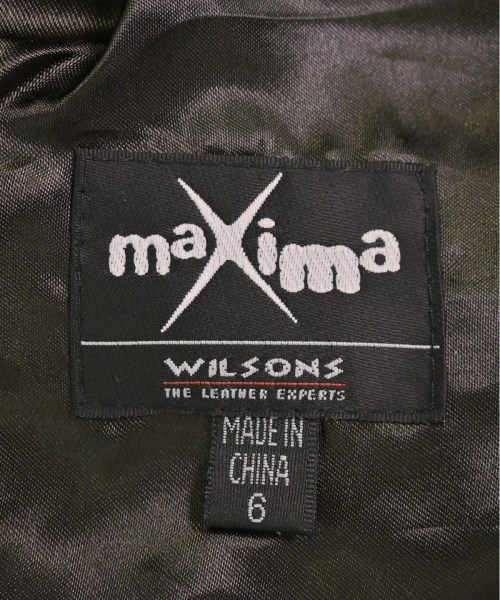 maXima
WILSONS
THE LEATHER EXPERTS
MADE IN
CHINA
6